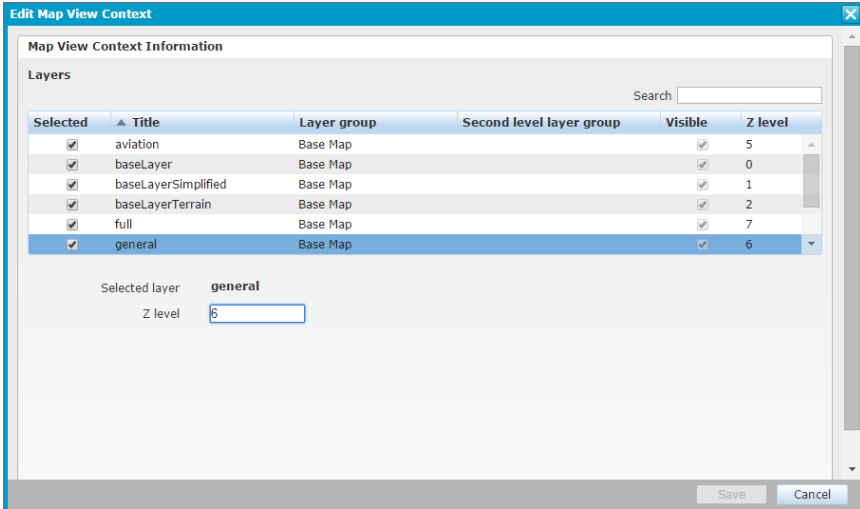 Edit Map View Context
Map View Context Information
Layers
Search
Selected Title Layer group Second level layer group Visible Z level
aviation Base Map 5
baseLayer Base Map 0
baseLayerSimplified Base Map 1
baseLayerTerrain Base Map 2
full Base Map 7
general Base Map 6
Selected layer general
Z level 6
Save Cancel